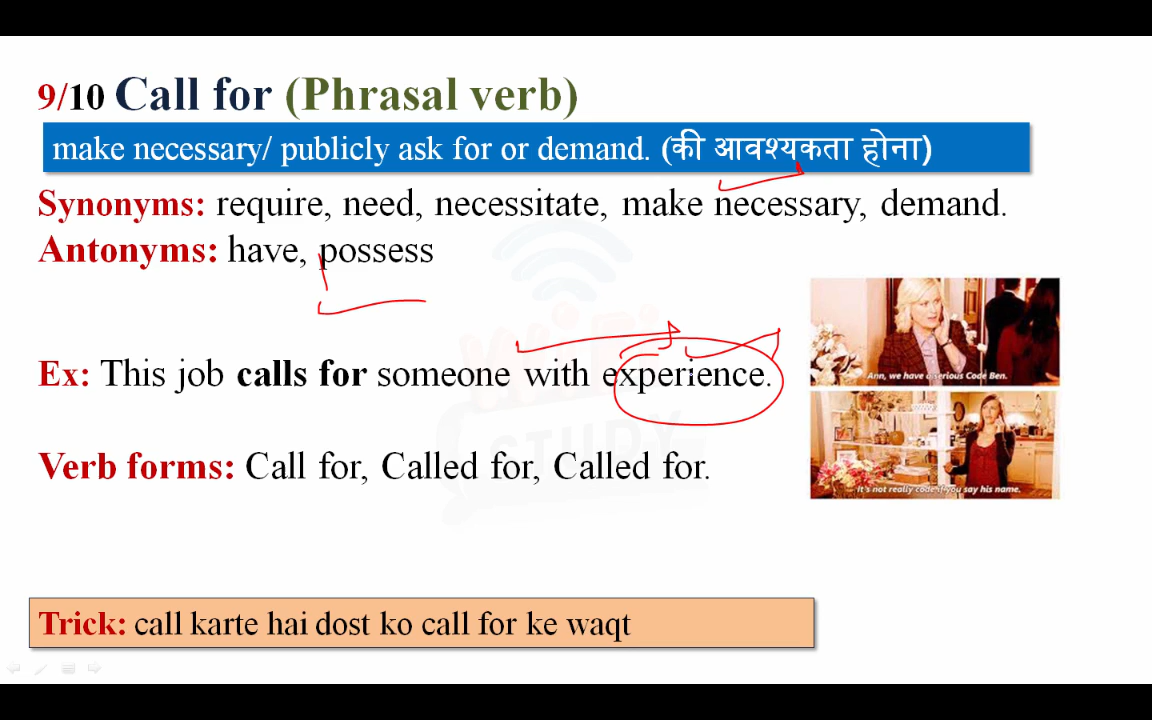 9/10 Call for (Phrasal verb)
make necessary/ publicly ask for or demand. (की आवश्यकता होना)
Synonyms: require, need, necessitate, make necessary, demand.
Antonyms: have, possess
Ex: This job calls for someone with experience.
Ann, we have a serious Code Ben.
Verb forms: Call for, Called for, Called for.
It's not really code if you say his name.
WiFi
STUDY
Trick: call karte hai dost ko call for ke waqt